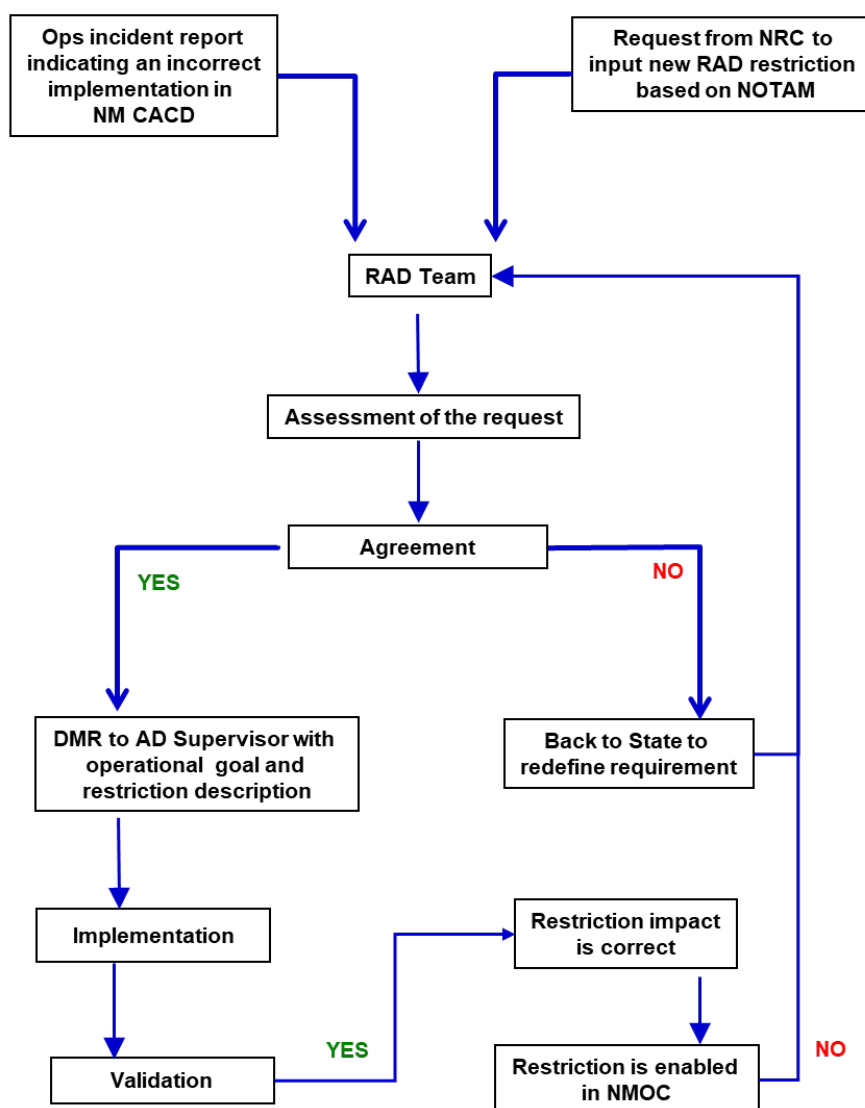 Ops incident report
indicating an incorrect
implementation in
NM CACD
Request from NRC to
input new RAD restriction
based on NOTAM
RAD Team
Assessment of the request
Agreement
YES
NO
DMR to AD Supervisor with
operational goal and
restriction description
Back to State to
redefine requirement
Implementation
Restriction impact
is correct
YES
NO
Validation
Restriction is enabled
in NMOC